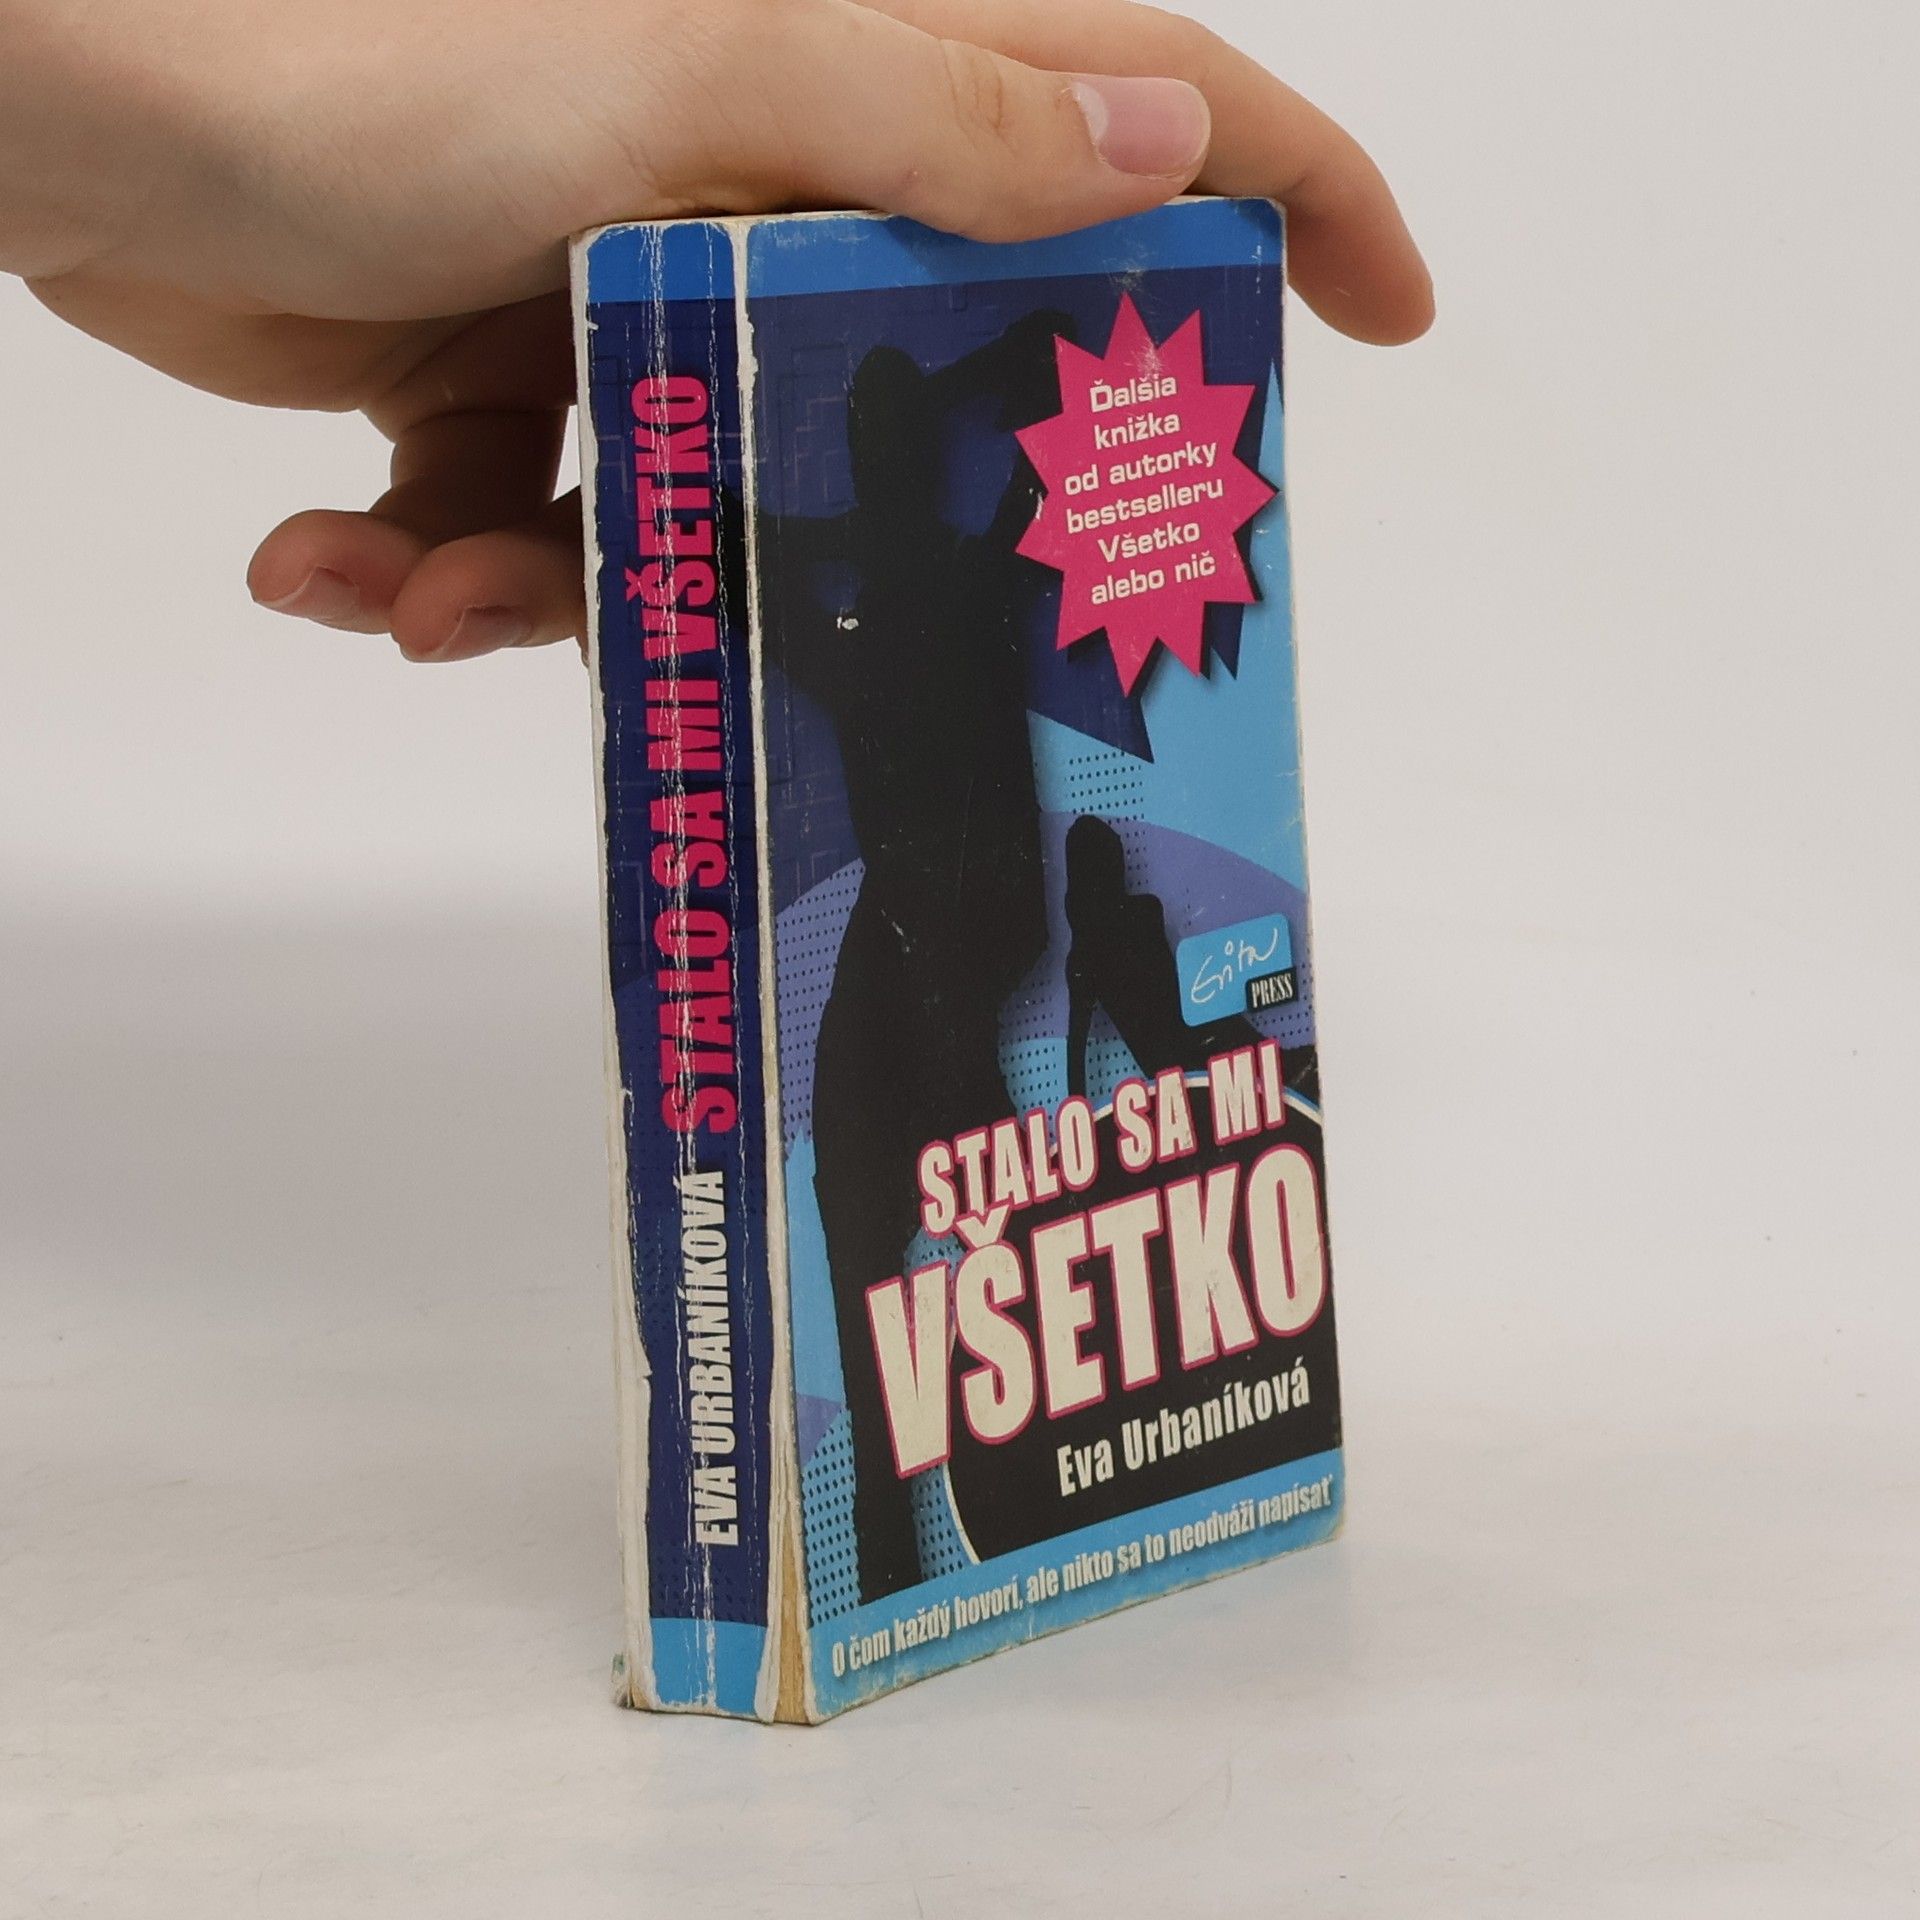 EVA URBANÍKOVÁ STALO SA MI VŠETKO
Ďalšia
knižka
od autorky
bestselleru
Všetko
alebo nič
Evita
PRESS
STALO SA MI
VŠETKO
Eva Urbaníková
O čom každý hovorí, ale nikto sa to neodváži napísať